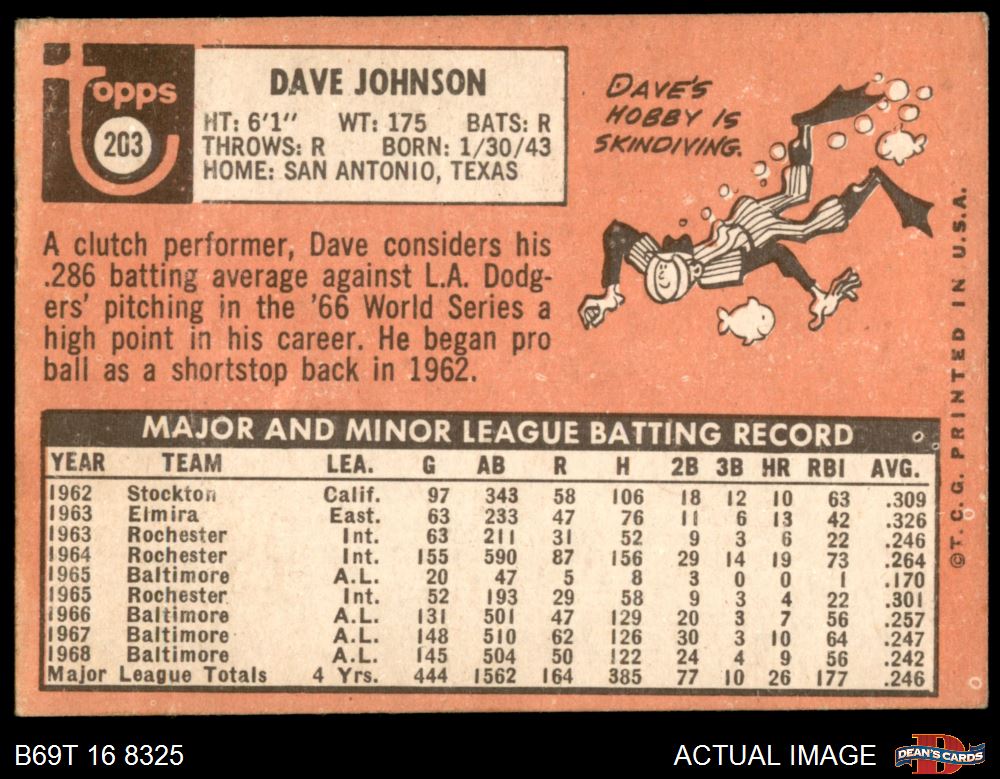 Topps
203
DAVE JOHNSON
HT: 6'1" WT: 175 BATS: R
THROWS: R BORN: 1/30/43
HOME: SAN ANTONIO, TEXAS
DAVE'S
HOBBY IS
SKINDIVING.
A clutch performer, Dave considers his
.286 batting average against L.A. Dodg-
ers' pitching in the '66 World Series a
high point in his career. He began pro
ball as a shortstop back in 1962.
MAJOR AND MINOR LEAGUE BATTING RECORD
YEAR TEAM LEA. G AB R H 2B 3B HR RBI AVG.
1962 Stockton Calif. 97 343 58 106 18 12 10 63 .309
1963 Elmira East. 63 233 47 76 11 6 13 42 .326
1963 Rochester Int. 63 211 31 52 9 3 6 22 .246
1964 Rochester Int. 155 590 87 156 29 14 19 73 .264
1965 Baltimore A.L. 20 47 5 8 3 0 0 1 .170
1965 Rochester Int. 52 193 29 58 9 3 4 22 .301
1966 Baltimore A.L. 131 501 47 129 20 3 7 56 .257
1967 Baltimore A.L. 148 510 62 126 30 3 10 64 .247
1968 Baltimore A.L. 145 504 50 122 24 4 9 56 .242
Major League Totals 4 Yrs. 444 1562 164 385 77 10 26 177 .246
©T.C.G. PRINTED IN U.S.A.
B69T 16 8325
ACTUAL IMAGE
D
DEAN'S CARDS